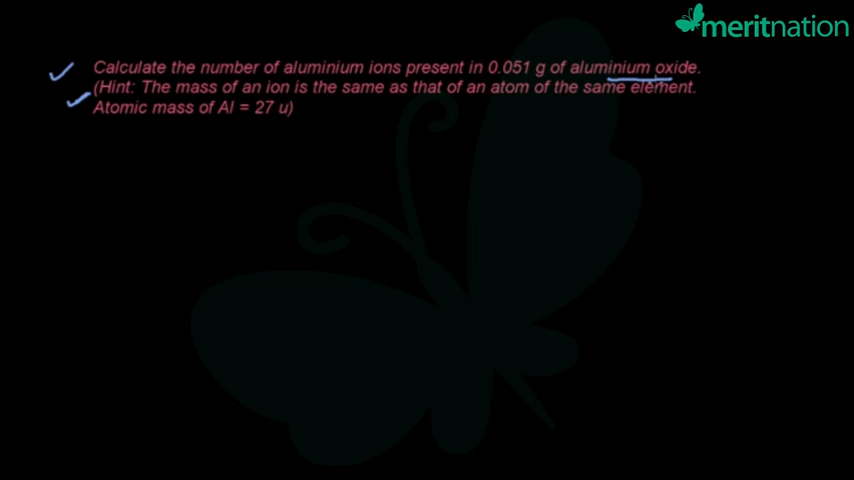 meritnation
Calculate the number of aluminium ions present in 0.051 g of aluminium oxide.
(Hint: The mass of an ion is the same as that of an atom of the same element.
Atomic mass of Al = 27 u)